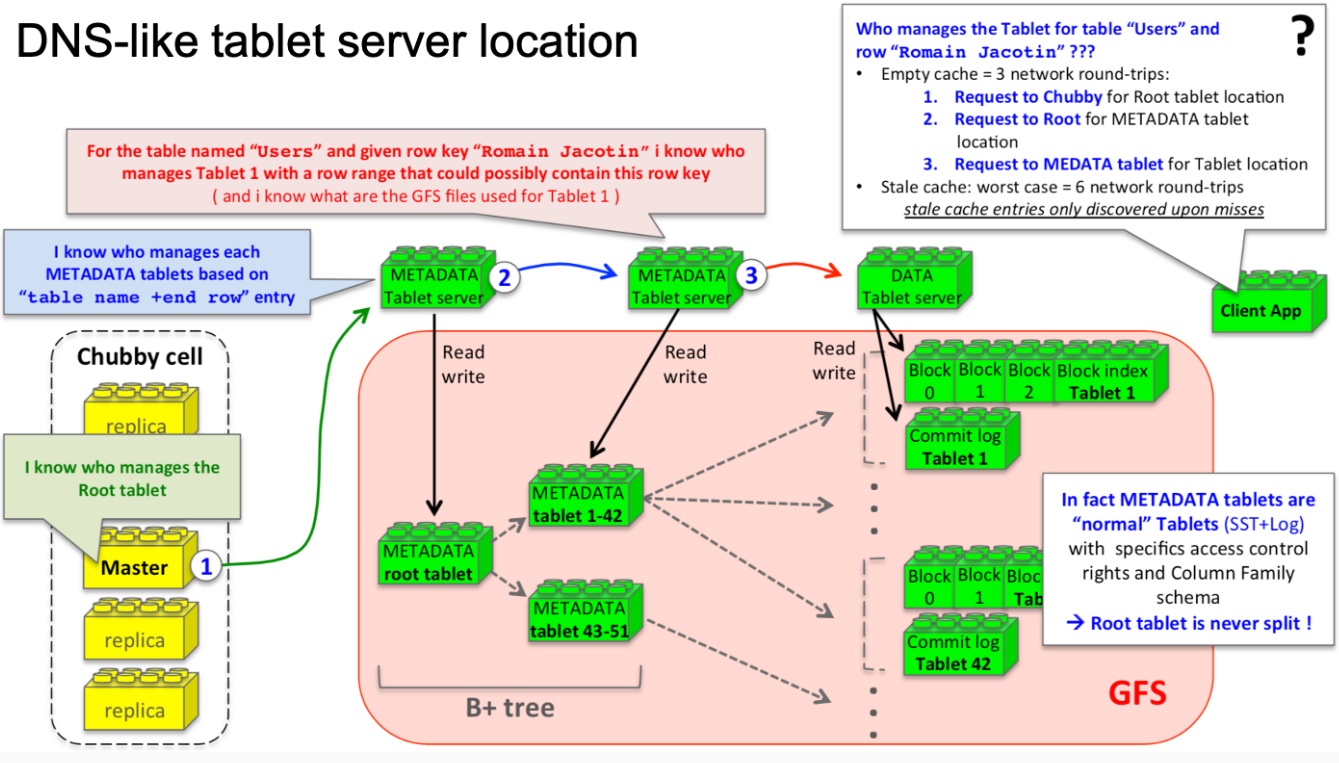 DNS-like tablet server location
Who manages the Tablet for table “Users” and
row “Romain Jacotin” ???
?
• Empty cache = 3 network round-trips:
1. Request to Chubby for Root tablet location
2. Request to Root for METADATA tablet
location
3. Request to MEDATA tablet for Tablet location
• Stale cache: worst case = 6 network round-trips
stale cache entries only discovered upon misses
For the table named “Users” and given row key “Romain Jacotin” i know who
manages Tablet 1 with a row range that could possibly contain this row key
( and i know what are the GFS files used for Tablet 1 )
I know who manages each
METADATA tablets based on
“table name +end row” entry
METADATA
Tablet server
2
METADATA
Tablet server
3
DATA
Tablet server
Client App
Chubby cell
replica
I know who manages the
Root tablet
Master
1
replica
replica
Read
write
Read
write
Read
write
Block
0
Block
1
Block
2
Block index
Tablet 1
Commit log
Tablet 1
METADATA
tablet 1-42
METADATA
root tablet
METADATA
tablet 43-51
B+ tree
Block
0
Block
1
Bloc
Tab
Commit log
Tablet 42
In fact METADATA tablets are
“normal” Tablets (SST+Log)
with specifics access control
rights and Column Family
schema
→ Root tablet is never split !
GFS